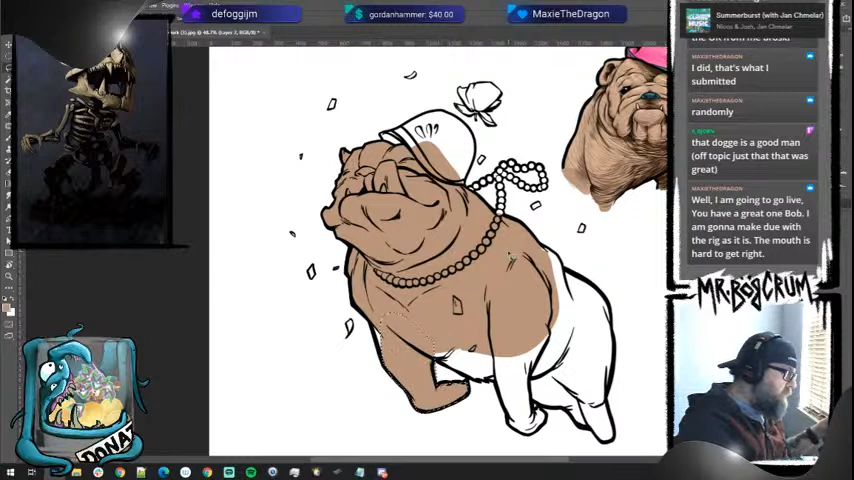 defoggijm
gordanhammer: $40.00
MaxieTheDragon
Summerburst (with Jan Chmelar)
Nicco & Josh, Jan Chmelar
MAXIETHEDRAGON
I did, that's what I
submitted
MAXIETHEDRAGON
randomly
that dogge is a good man
(off topic just that that was
great)
MAXIETHEDRAGON
Well, I am going to go live,
You have a great one Bob. I
am gonna make due with
the rig as it is. The mouth is
hard to get right.
MR.BOGCRUM
DONAT